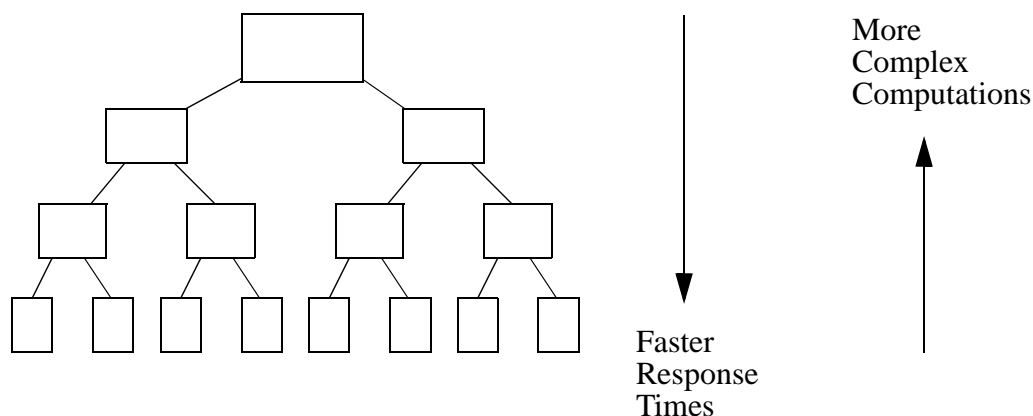 More
Complex
Computations
Faster
Response
Times